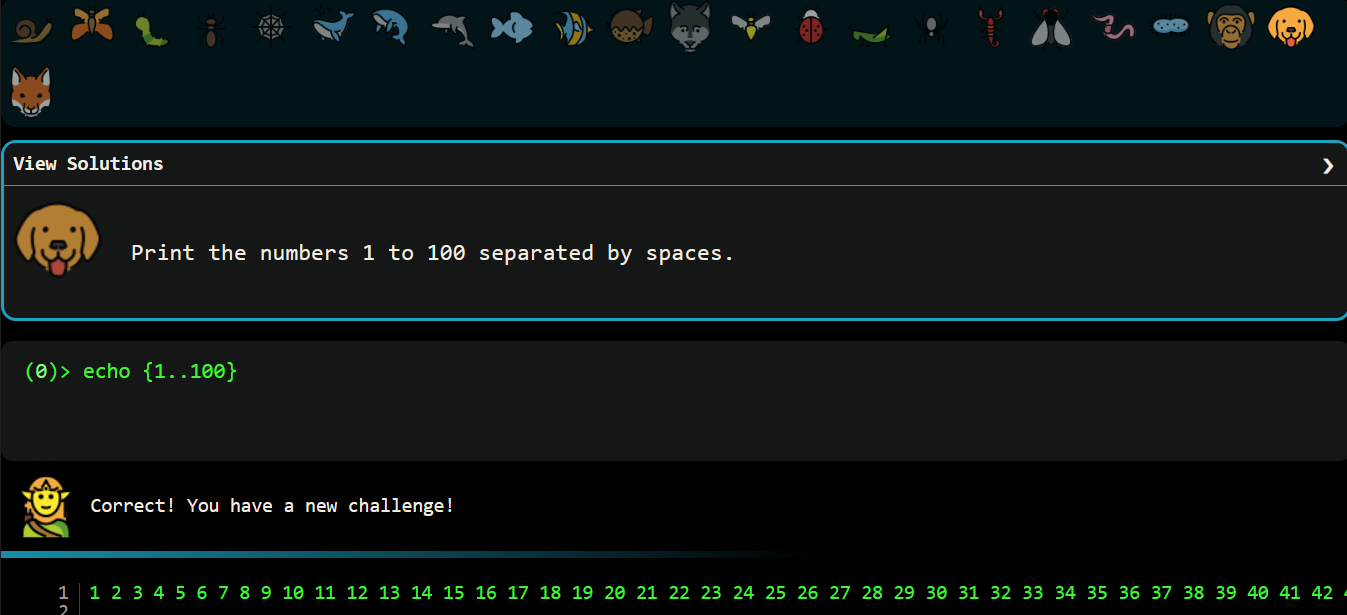 View Solutions
Print the numbers 1 to 100 separated by spaces.
(0)> echo {1..100}
Correct! You have a new challenge!
1 1 2 3 4 5 6 7 8 9 10 11 12 13 14 15 16 17 18 19 20 21 22 23 24 25 26 27 28 29 30 31 32 33 34 35 36 37 38 39 40 41 42
2